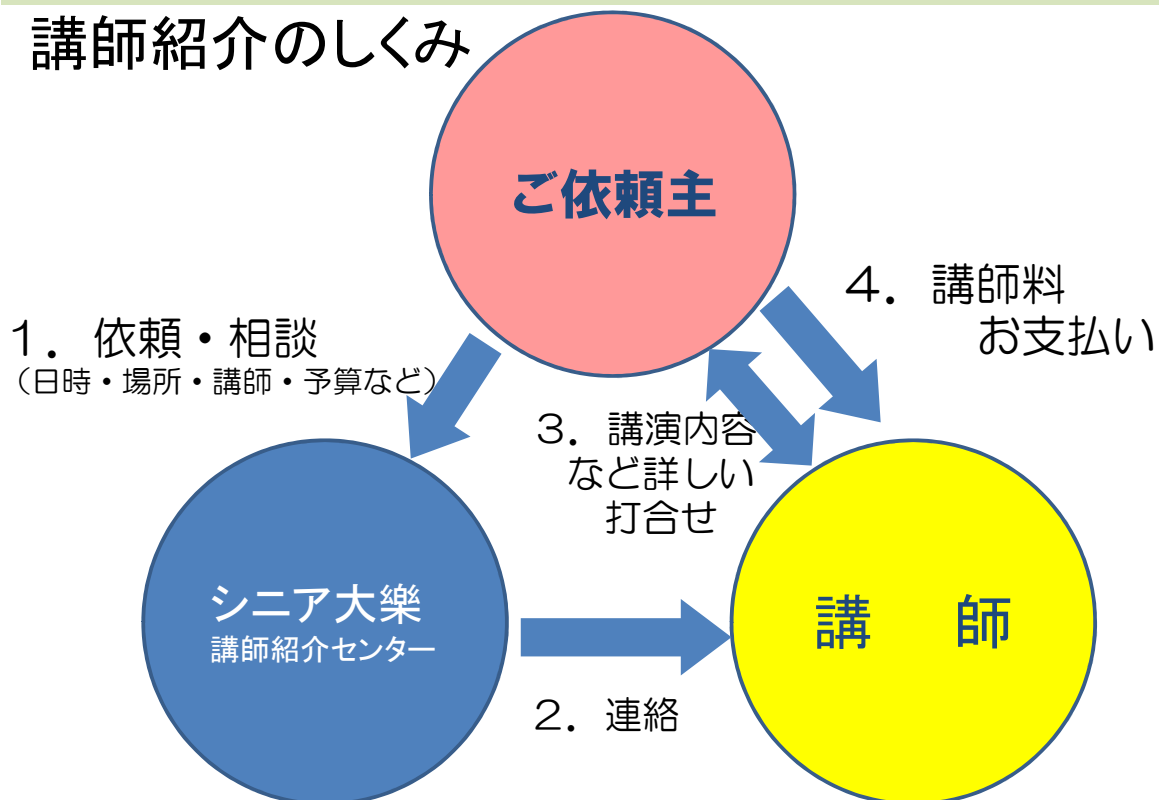 講師紹介のしくみ
ご依頼主
1. 依頼・相談
(日時・場所・講師・予算など)
4. 講師料
お支払い
3. 講演内容
など詳しい
打合せ
シニア大樂
講師紹介センター
講 師
2. 連絡